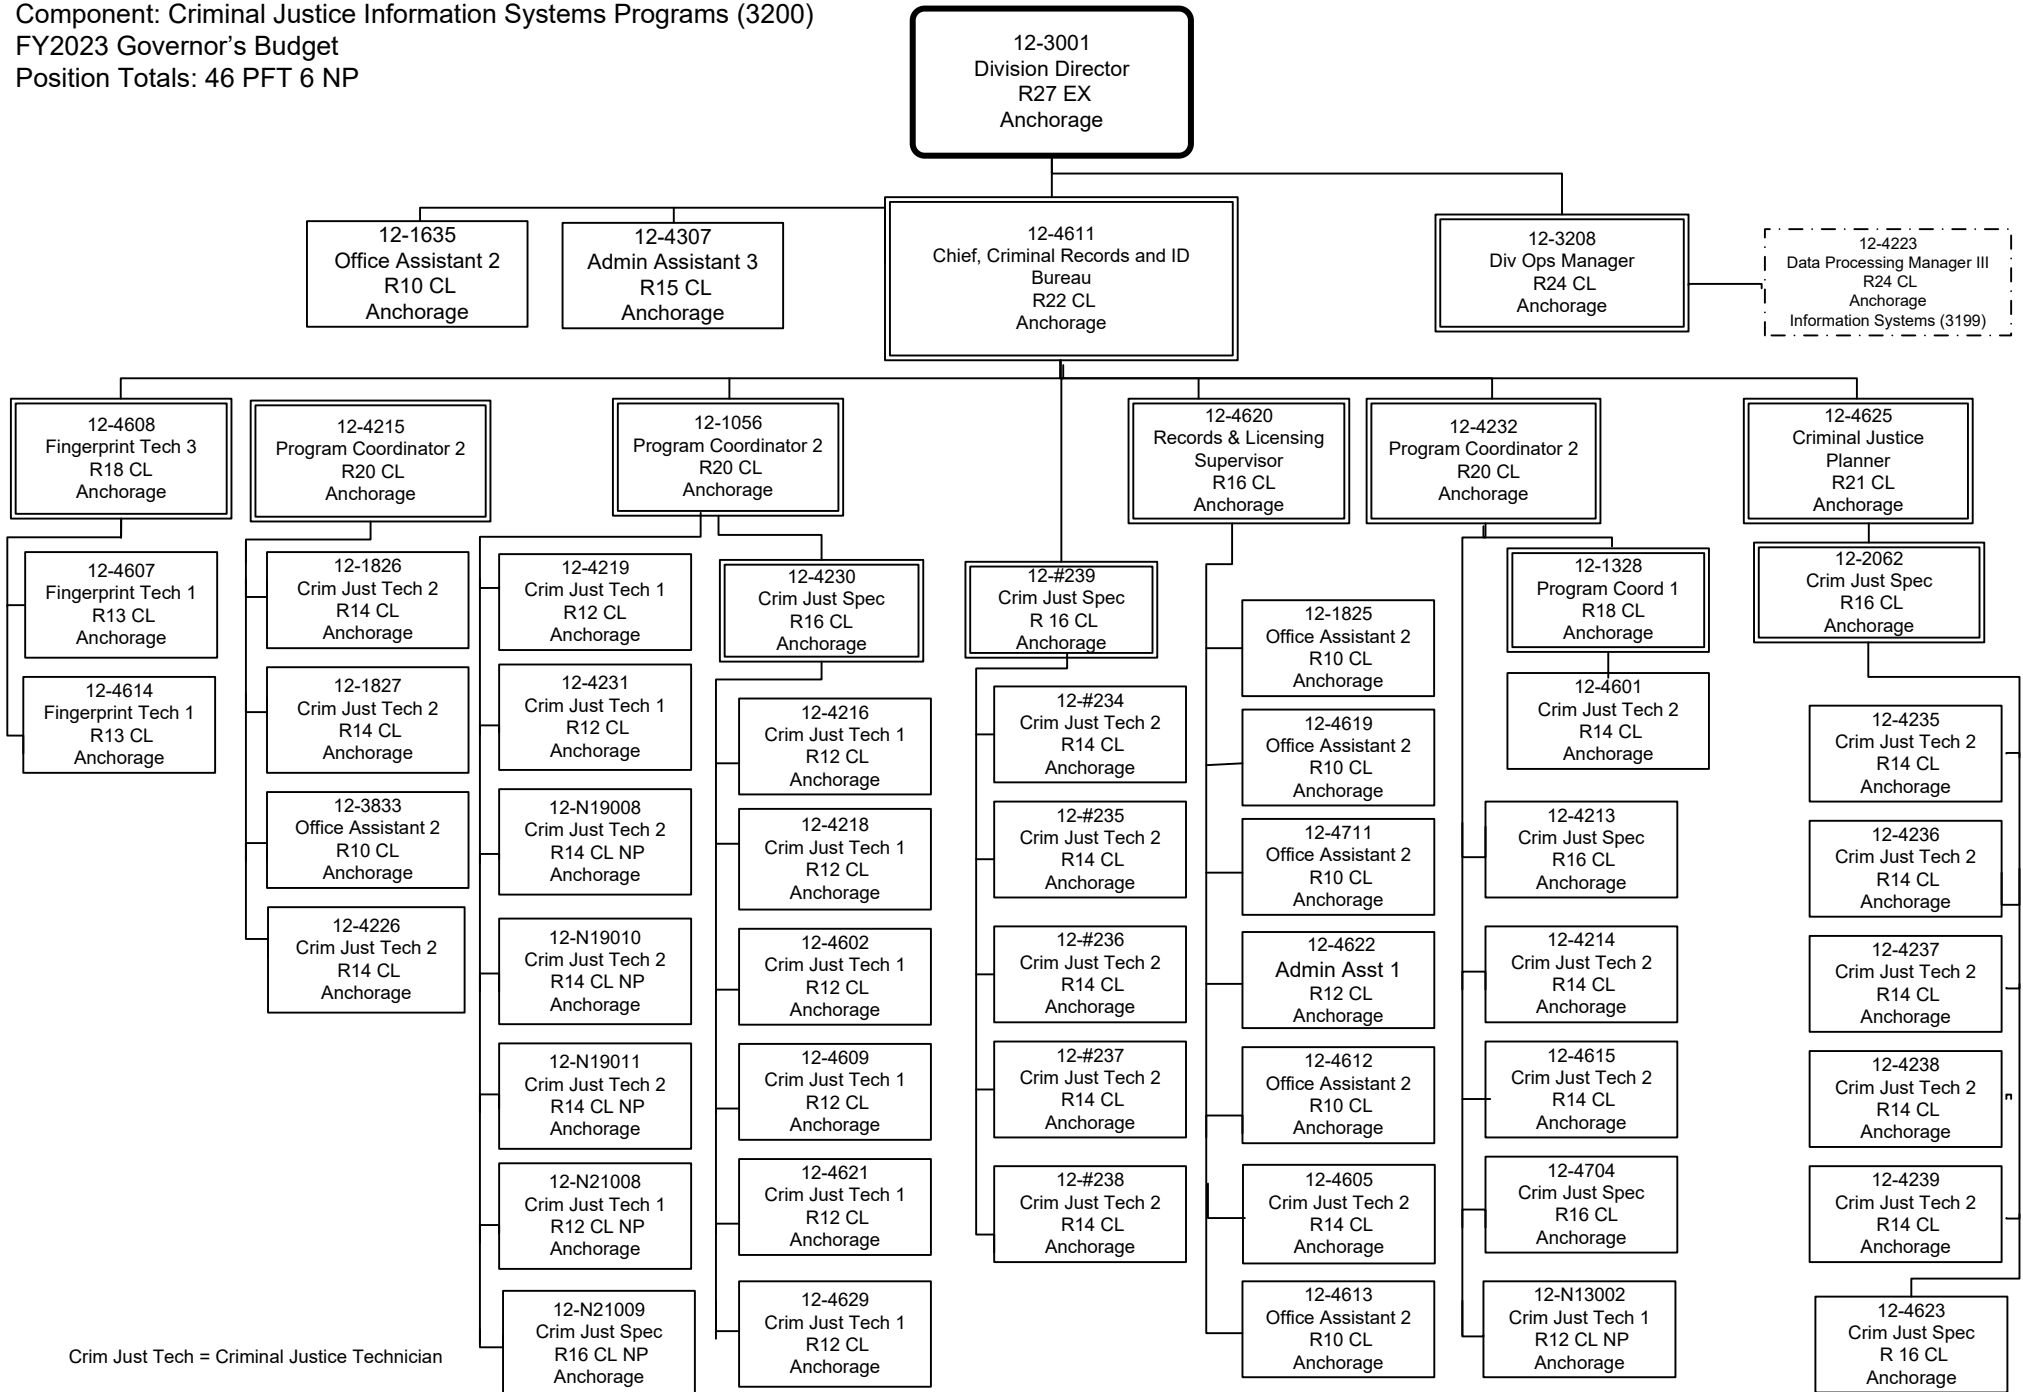 Component: Criminal Justice Information Systems Programs (3200)
FY2023 Governor’s Budget
Position Totals: 46 PFT 6 NP
12-3001
Division Director
R27 EX
Anchorage
12-1635
Office Assistant 2
R10 CL
Anchorage
12-4307
Admin Assistant 3
R15 CL
Anchorage
12-4611
Chief, Criminal Records and ID
Bureau
R22 CL
Anchorage
12-3208
Div Ops Manager
R24 CL
Anchorage
12-4223
Data Processing Manager III
R24 CL
Anchorage
Information Systems (3199)
12-4608
Fingerprint Tech 3
R18 CL
Anchorage
12-4215
Program Coordinator 2
R20 CL
Anchorage
12-1056
Program Coordinator 2
R20 CL
Anchorage
12-4620
Records & Licensing
Supervisor
R16 CL
Anchorage
12-4232
Program Coordinator 2
R20 CL
Anchorage
12-4625
Criminal Justice
Planner
R21 CL
Anchorage
12-4607
Fingerprint Tech 1
R13 CL
Anchorage
12-4614
Fingerprint Tech 1
R13 CL
Anchorage
12-1826
Crim Just Tech 2
R14 CL
Anchorage
12-1827
Crim Just Tech 2
R14 CL
Anchorage
12-3833
Office Assistant 2
R10 CL
Anchorage
12-4226
Crim Just Tech 2
R14 CL
Anchorage
12-4219
Crim Just Tech 1
R12 CL
Anchorage
12-4231
Crim Just Tech 1
R12 CL
Anchorage
12-N19008
Crim Just Tech 2
R14 CL NP
Anchorage
12-N19010
Crim Just Tech 2
R14 CL NP
Anchorage
12-N19011
Crim Just Tech 2
R14 CL NP
Anchorage
12-N21008
Crim Just Tech 1
R12 CL NP
Anchorage
12-N21009
Crim Just Spec
R16 CL NP
Anchorage
12-4230
Crim Just Spec
R16 CL
Anchorage
12-4216
Crim Just Tech 1
R12 CL
Anchorage
12-4218
Crim Just Tech 1
R12 CL
Anchorage
12-4602
Crim Just Tech 1
R12 CL
Anchorage
12-4609
Crim Just Tech 1
R12 CL
Anchorage
12-4621
Crim Just Tech 1
R12 CL
Anchorage
12-4629
Crim Just Tech 1
R12 CL
Anchorage
12-#239
Crim Just Spec
R 16 CL
Anchorage
12-#234
Crim Just Tech 2
R14 CL
Anchorage
12-#235
Crim Just Tech 2
R14 CL
Anchorage
12-#236
Crim Just Tech 2
R14 CL
Anchorage
12-#237
Crim Just Tech 2
R14 CL
Anchorage
12-#238
Crim Just Tech 2
R14 CL
Anchorage
12-1825
Office Assistant 2
R10 CL
Anchorage
12-4619
Office Assistant 2
R10 CL
Anchorage
12-4711
Office Assistant 2
R10 CL
Anchorage
12-4622
Admin Asst 1
R12 CL
Anchorage
12-4612
Office Assistant 2
R10 CL
Anchorage
12-4605
Crim Just Tech 2
R14 CL
Anchorage
12-4613
Office Assistant 2
R10 CL
Anchorage
12-1328
Program Coord 1
R18 CL
Anchorage
12-4601
Crim Just Tech 2
R14 CL
Anchorage
12-4213
Crim Just Spec
R16 CL
Anchorage
12-4214
Crim Just Tech 2
R14 CL
Anchorage
12-4615
Crim Just Tech 2
R14 CL
Anchorage
12-4704
Crim Just Spec
R16 CL
Anchorage
12-N13002
Crim Just Tech 1
R12 CL NP
Anchorage
12-2062
Crim Just Spec
R16 CL
Anchorage
12-4235
Crim Just Tech 2
R14 CL
Anchorage
12-4236
Crim Just Tech 2
R14 CL
Anchorage
12-4237
Crim Just Tech 2
R14 CL
Anchorage
12-4238
Crim Just Tech 2
R14 CL
Anchorage
12-4239
Crim Just Tech 2
R14 CL
Anchorage
12-4623
Crim Just Spec
R 16 CL
Anchorage
Crim Just Tech = Criminal Justice Technician